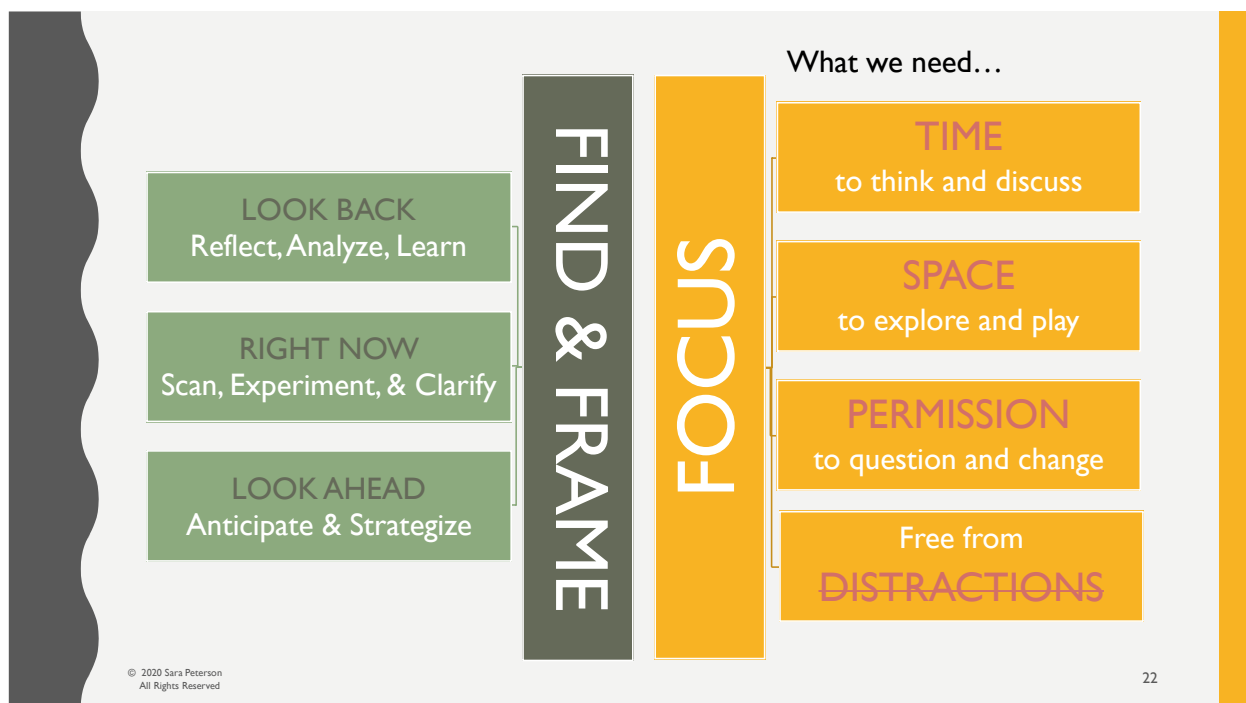 LOOK BACK
Reflect, Analyze, Learn
RIGHT NOW
Scan, Experiment, & Clarify
LOOK AHEAD
Anticipate & Strategize
FIND & FRAME
FOCUS
What we need…
TIME
to think and discuss
SPACE
to explore and play
PERMISSION
to question and change
Free from
DISTRACTIONS
© 2020 Sara Peterson
All Rights Reserved
22